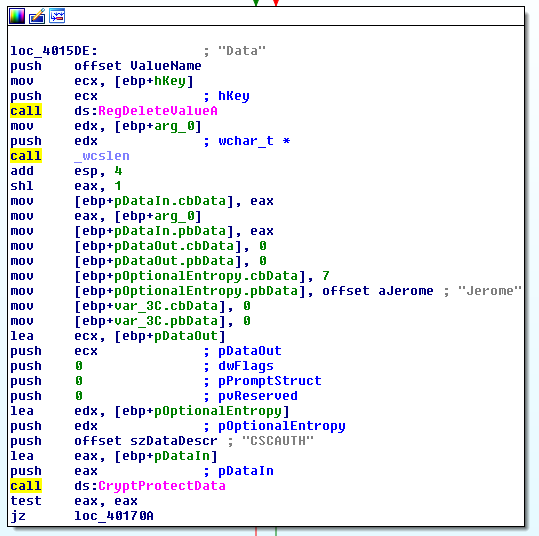 loc_4015DE: ; "Data"
push offset ValueName
mov ecx, [ebp+hKey]
push ecx ; hKey
call ds:RegDeleteValueA
mov edx, [ebp+arg_0]
push edx ; wchar_t *
call _wcslen
add esp, 4
shl eax, 1
mov [ebp+pDataIn.cbData], eax
mov eax, [ebp+arg_0]
mov [ebp+pDataIn.pbData], eax
mov [ebp+pDataOut.cbData], 0
mov [ebp+pDataOut.pbData], 0
mov [ebp+pOptionalEntropy.cbData], 7
mov [ebp+pOptionalEntropy.pbData], offset aJerome ; "Jerome"
mov [ebp+var_3C.cbData], 0
mov [ebp+var_3C.pbData], 0
lea ecx, [ebp+pDataOut]
push ecx ; pDataOut
push 0 ; dwFlags
push 0 ; pPromptStruct
push 0 ; pvReserved
lea edx, [ebp+pOptionalEntropy]
push edx ; pOptionalEntropy
push offset szDataDescr ; "CSCAUTH"
lea eax, [ebp+pDataIn]
push eax ; pDataIn
call ds:CryptProtectData
test eax, eax
jz loc_40170A